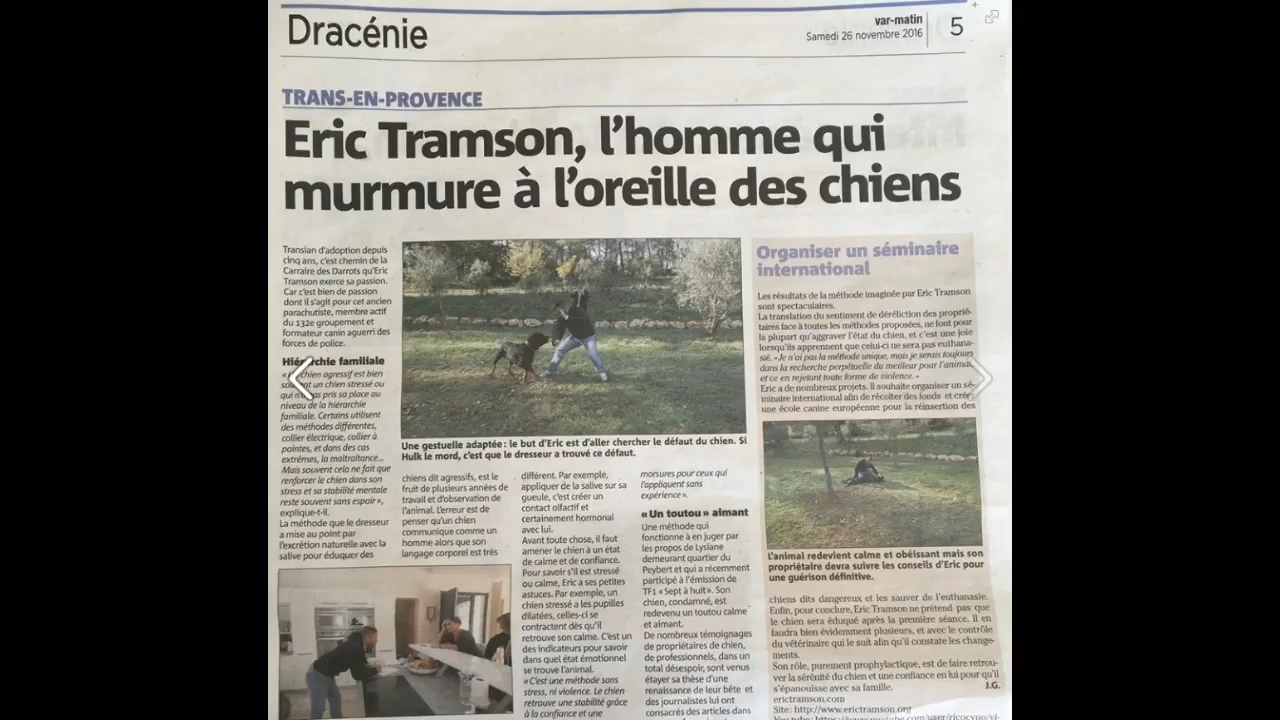 Dracénie
var-matin
Samedi 26 novembre 2016
5
TRANS-EN-PROVENCE
Eric Tramson, l'homme qui
murmure à l'oreille des chiens
Transian d'adoption depuis
cinq ans, c'est chemin de la
Carraire des Darrots qu'Eric
Tramson exerce sa passion.
Car c'est bien de passion
dont il s'agit pour cet ancien
parachutiste, membre actif
du 132e groupement et
formateur canin aguerri des
forces de police.
Hiérarchie familiale
chien agressif est bien
un chien stressé ou
qui pas pris sa place au
niveau de la hiérarchie
familiale. Certains utilisent
des méthodes différentes,
collier électrique, collier à
pointes, et dans des cas
extrêmes, la maltraitance...
Mais souvent cela ne fait que
renforcer le chien dans son
stress et sa stabilité mentale
reste souvent sans espoir»,
explique-t-il.
La méthode que le dresseur
a mise au point par
l'excrétion naturelle avec la
salive pour éduquer des
Une gestuelle adaptée : le but d'Eric est d'aller chercher le défaut du chien. Si
Hulk le mord, c'est que le dresseur a trouvé ce défaut.
chiens dit agressifs, est le
fruit de plusieurs années de
travail et d'observation de
l'animal. L'erreur est de
penser qu'un chien
communique comme un
homme alors que son
langage corporel est très
différent. Par exemple,
appliquer de la salive sur sa
gueule, c'est créer un
contact olfactif et
certainement hormonal
avec lui.
Avant toute chose, il faut
amener le chien à un état
de calme et de confiance.
Pour savoir s'il est stressé
ou calme, Eric a ses petites
astuces. Par exemple, un
chien stressé a les pupilles
dilatées, celles-ci se
contractent dès qu'il
retrouve son calme. C'est un
des indicateurs pour savoir
dans quel état émotionnel
se trouve l'animal.
« C'est une méthode sans
stress, ni violence. Le chien
retrouve une stabilité grâce
à la confiance et une
morsures pour ceux qui
l'appliquent sans
expérience ».
« Un toutou » aimant
Une méthode qui
fonctionne à en juger par
les propos de Lysiane
demeurant quartier du
Peybert et qui a récemment
participé à l'émission de
TF1 « Sept à huit ». Son
chien, condamné, est
redevenu un toutou calme
et aimant.
De nombreux témoignages
de propriétaires de chien,
de professionnels, dans un
total désespoir, sont venus
étayer sa thèse d'une
renaissance de leur bête et
des journalistes lui ont
consacrés des articles dans
Organiser un séminaire
international
Les résultats de la méthode imaginée par Eric Tramson
sont spectaculaires.
La translation du sentiment de déréliction des proprié-
taires face à toutes les méthodes proposées, ne font pour
la plupart qu'aggraver l'état du chien, et c'est une joie
lorsqu'ils apprennent que celui-ci ne sera pas euthana-
sié. «Je n'ai pas la méthode unique, mais je serais toujours
dans la recherche perpétuelle du meilleur pour l'animal,
et ce en rejetant toute forme de violence. »
Eric a de nombreux projets. Il souhaite organiser un sé-
minaire international afin de récolter des fonds et créer
une école canine européenne pour la réinsertion des
L'animal redevient calme et obéissant mais son
propriétaire devra suivre les conseils d'Eric pour
une guérison définitive.
chiens dits dangereux et les sauver de l'euthanasie.
Enfin, pour conclure, Eric Tramson ne prétend pas que
le chien sera éduqué après la première séance. Il en
faudra bien évidemment plusieurs, et avec le contrôle
du vétérinaire qui le suit afin qu'il constate les change-
ments.
Son rôle, purement prophylactique, est de faire retrou-
ver la sérénité du chien et une confiance en lui pour qu'il
s'épanouisse avec sa famille.
J.G.
erictramson.com
Site: http://www.erictramson.org